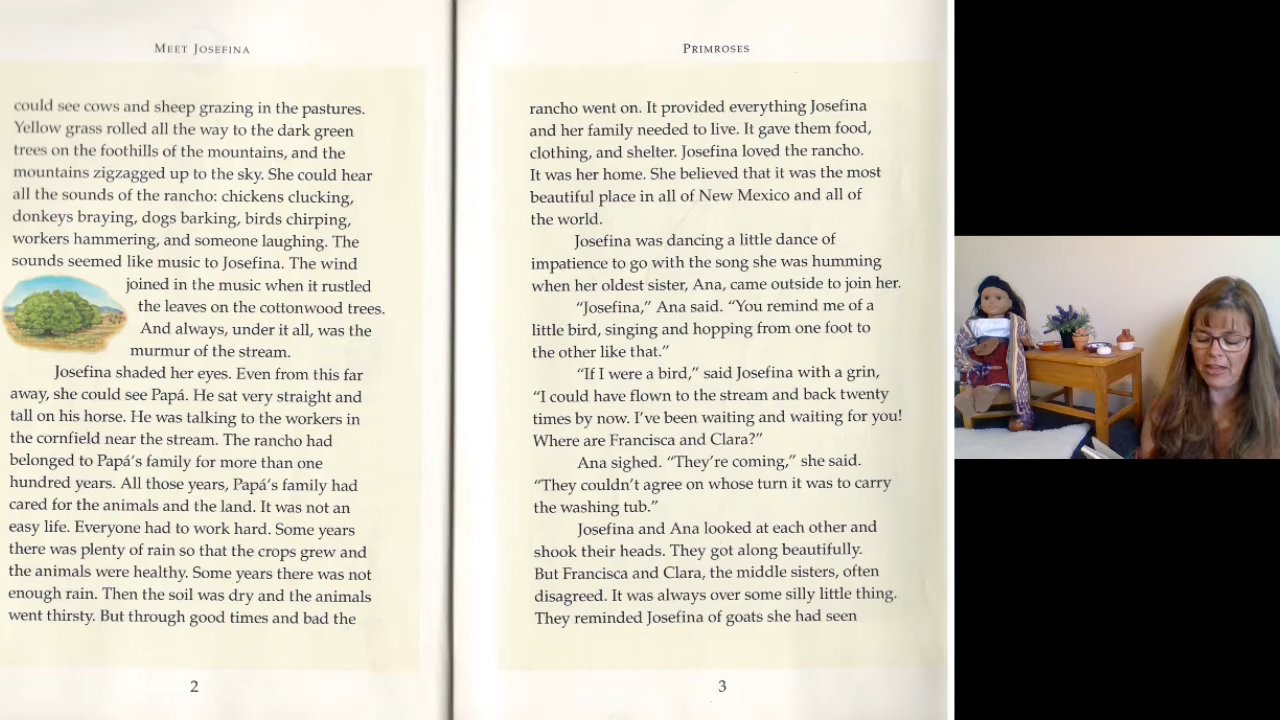 MEET JOSEFINA
could see cows and sheep grazing in the pastures.
Yellow grass rolled all the way to the dark green
trees on the foothills of the mountains, and the
mountains zigzagged up to the sky. She could hear
all the sounds of the rancho: chickens clucking,
donkeys braying, dogs barking, birds chirping,
workers hammering, and someone laughing. The
sounds seemed like music to Josefina. The wind
joined in the music when it rustled
the leaves on the cottonwood trees.
And always, under it all, was the
murmur of the stream.
Josefina shaded her eyes. Even from this far
away, she could see Papá. He sat very straight and
tall on his horse. He was talking to the workers in
the cornfield near the stream. The rancho had
belonged to Papá's family for more than one
hundred years. All those years, Papá's family had
cared for the animals and the land. It was not an
easy life. Everyone had to work hard. Some years
there was plenty of rain so that the crops grew and
the animals were healthy. Some years there was not
enough rain. Then the soil was dry and the animals
went thirsty. But through good times and bad the
2
PRIMROSES
rancho went on. It provided everything Josefina
and her family needed to live. It gave them food,
clothing, and shelter. Josefina loved the rancho.
It was her home. She believed that it was the most
beautiful place in all of New Mexico and all of
the world.
Josefina was dancing a little dance of
impatience to go with the song she was humming
when her oldest sister, Ana, came outside to join her.
“Josefina,” Ana said. “You remind me of a
little bird, singing and hopping from one foot to
the other like that.”
“If I were a bird,” said Josefina with a grin,
“I could have flown to the stream and back twenty
times by now. I've been waiting and waiting for you!
Where are Francisca and Clara?”
Ana sighed. “They're coming,” she said.
“They couldn't agree on whose turn it was to carry
the washing tub.”
Josefina and Ana looked at each other and
shook their heads. They got along beautifully.
But Francisca and Clara, the middle sisters, often
disagreed. It was always over some silly little thing.
They reminded Josefina of goats she had seen
3